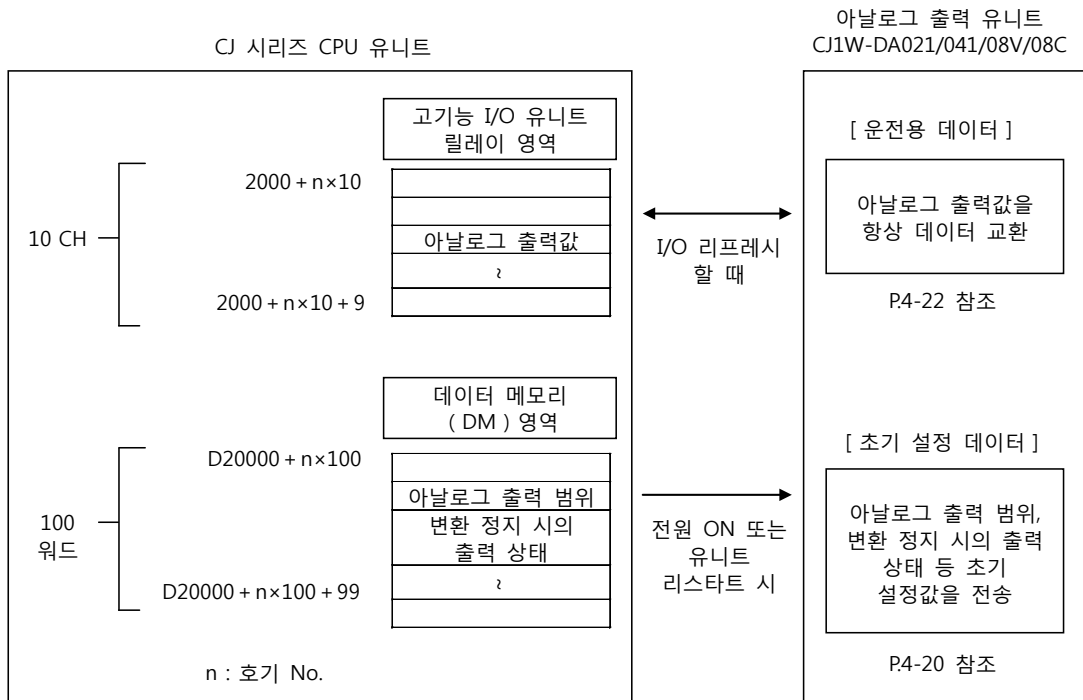 CJ 시리즈 CPU 유니트
아날로그 출력 유니트
CJ1W-DA021/041/08V/08C
고기능 I/O 유니트
릴레이 영역
2000 + n×10
10 CH
아날로그 출력값
~
2000 + n×10 + 9
I/O 리프레시
할 때
[ 운전용 데이터 ]
아날로그 출력값을
항상 데이터 교환
P.4-22 참조
데이터 메모리
( DM ) 영역
D20000 + n×100
100
워드
아날로그 출력 범위
변환 정지 시의
출력 상태
~
D20000 + n×100 + 99
전원 ON 또는
유니트
리스타트 시
[ 초기 설정 데이터 ]
아날로그 출력 범위,
변환 정지 시의 출력
상태 등 초기
설정값을 전송
P.4-20 참조
n : 호기 No.